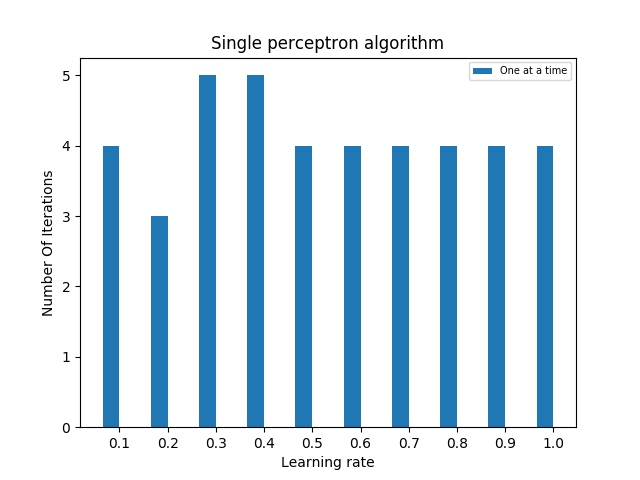 Single perceptron algorithm
One at a time
Number Of Iterations
5
4
3
2
1
0
0.1 0.2 0.3 0.4 0.5 0.6 0.7 0.8 0.9 1.0
Learning rate